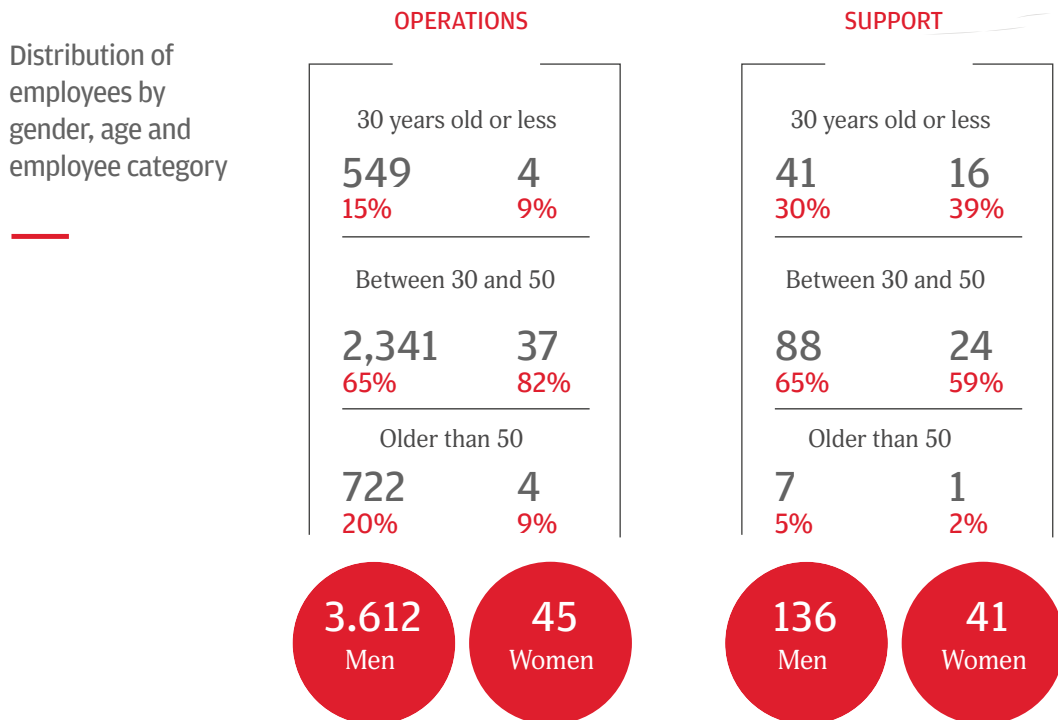 Distribution of
employees by
gender, age and
employee category
OPERATIONS
30 years old or less
549 4
15% 9%
Between 30 and 50
2,341 37
65% 82%
Older than 50
722 4
20% 9%
3.612 45
Men Women
SUPPORT
30 years old or less
41 16
30% 39%
Between 30 and 50
88 24
65% 59%
Older than 50
7 1
5% 2%
136 41
Men Women